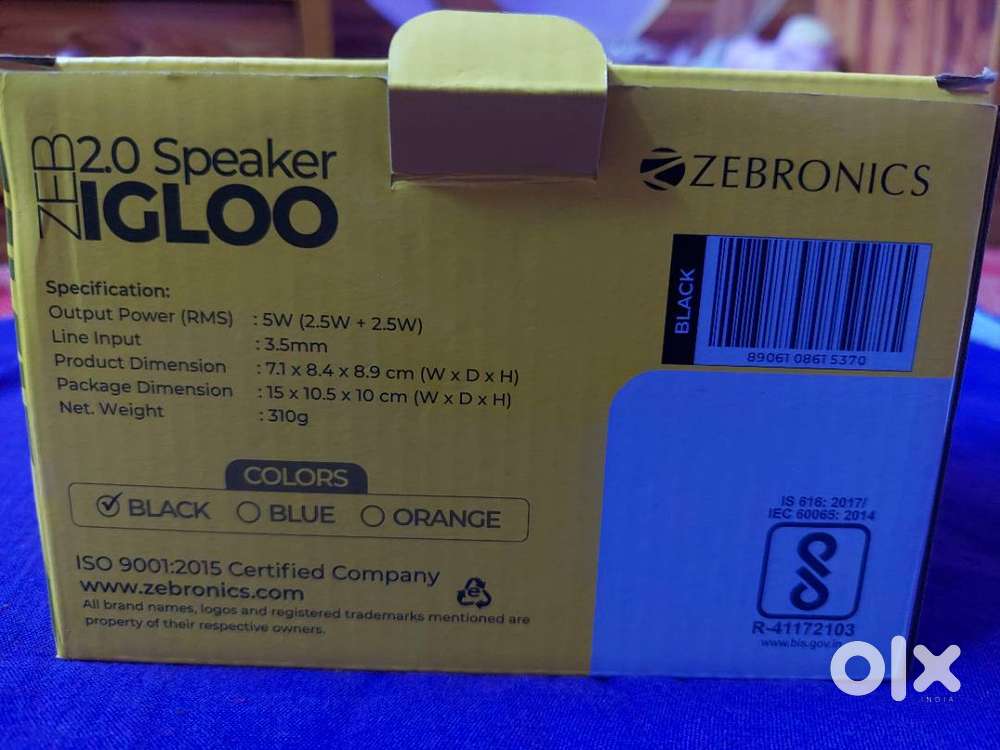 ZEB
2.0 Speaker
IGLOO
ZEBRONICS
BLACK
89061 0861 5370
Specification:
Output Power (RMS) : 5W (2.5W + 2.5W)
Line Input : 3.5mm
Product Dimension : 7.1 x 8.4 x 8.9 cm (W x D x H)
Package Dimension : 15 x 10.5 x 10 cm (W x D x H)
Net. Weight : 310g
COLORS
BLACK BLUE ORANGE
ISO 9001:2015 Certified Company
www.zebronics.com
All brand names, logos and registered trademarks mentioned are
property of their respective owners.
e
IS 616: 2017/
IEC 60065: 2014
R-41172103
www.bis.gov.in
olx
INDIA